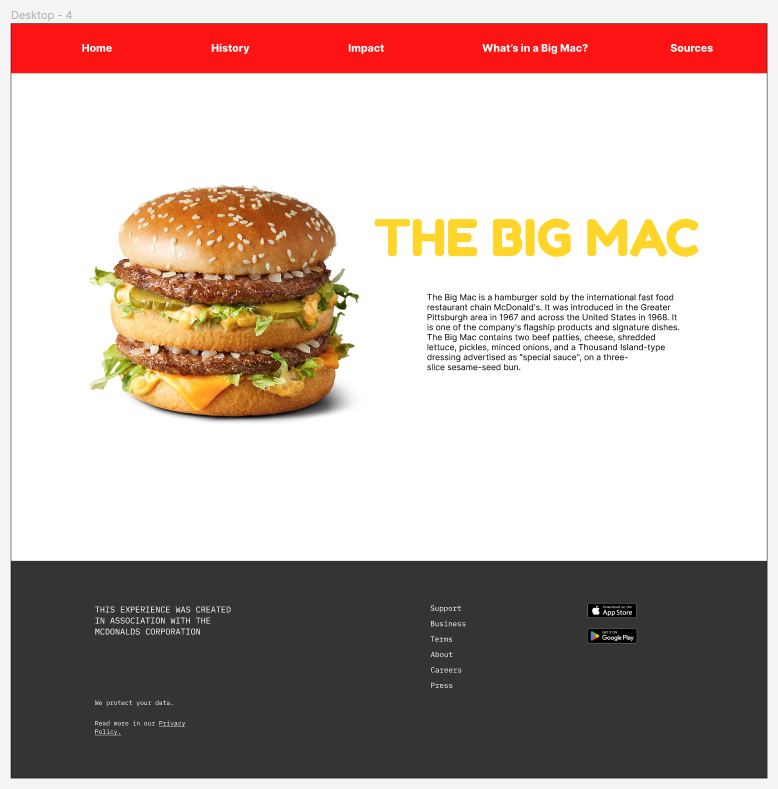 Desktop - 4
Home History Impact What's in a Big Mac? Sources
THE BIG MAC
The Big Mac is a hamburger sold by the international fast food
restaurant chain McDonald's. It was introduced in the Greater
Pittsburgh area in 1967 and across the United States in 1968. It
is one of the company's flagship products and signature dishes.
The Big Mac contains two beef patties, cheese, shredded
lettuce, pickles, minced onions, and a Thousand Island-type
dressing advertised as "special sauce", on a three-
slice sesame-seed bun.
THIS EXPERIENCE WAS CREATED
IN ASSOCIATION WITH THE
MCDONALDS CORPORATION
We protect your data.
Read more in our Privacy
Policy.
Support
Business
Terms
About
Careers
Press
Download on the
App Store
GET IT ON
Google Play